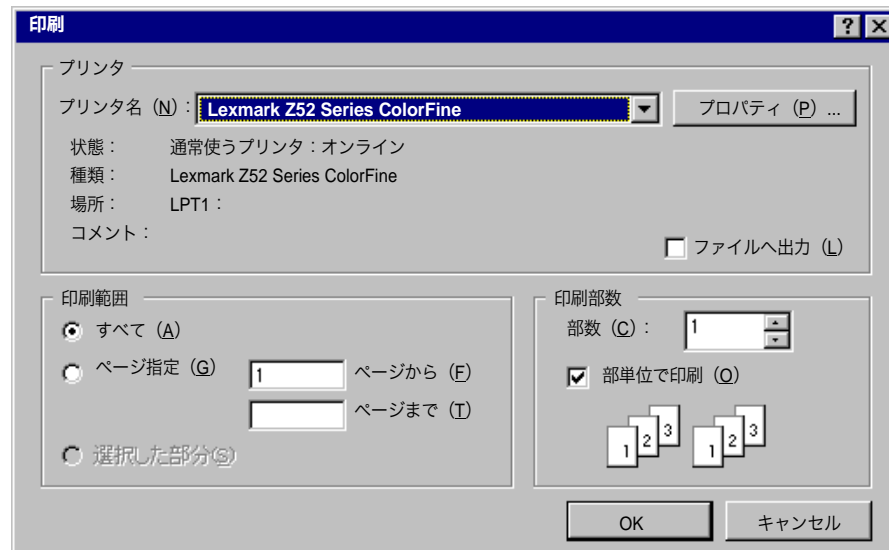 印刷
プリンタ
プリンタ名（N）：Lexmark Z52 Series ColorFine
プロパティ（P）...
状態：　通常使うプリンタ：オンライン
種類：　Lexmark Z52 Series ColorFine
場所：　LPT1：
コメント：
ファイルへ出力（L）
印刷範囲
すべて（A）
ページ指定（G）　1　ページから（F）
ページまで（T）
選択した部分(S)
印刷部数
部数（C）：　1
部単位で印刷（O）
1 2 3 1 2 3
OK
キャンセル